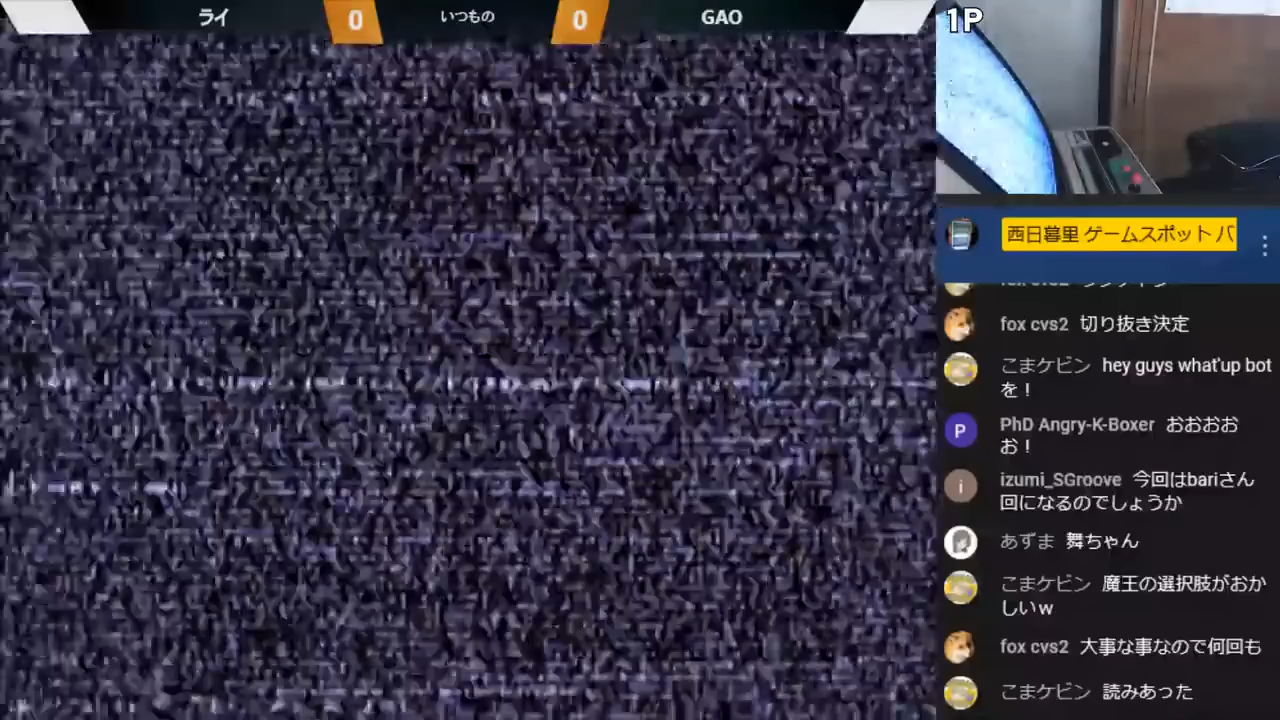 ライ 0 いつもの 0 GAO
1P
西日暮里 ゲームスポット バ
fox cvs2 切り抜き決定
こまケビン hey guys what'up bot
を！
PhD Angry-K-Boxer おおおお
お！
izumi_SGroove 今回はbariさん
回になるのでしょうか
あずま 舞ちゃん
こまケビン 魔王の選択肢がおか
しいw
fox cvs2 大事な事なので何回も
こまケビン 読みあった